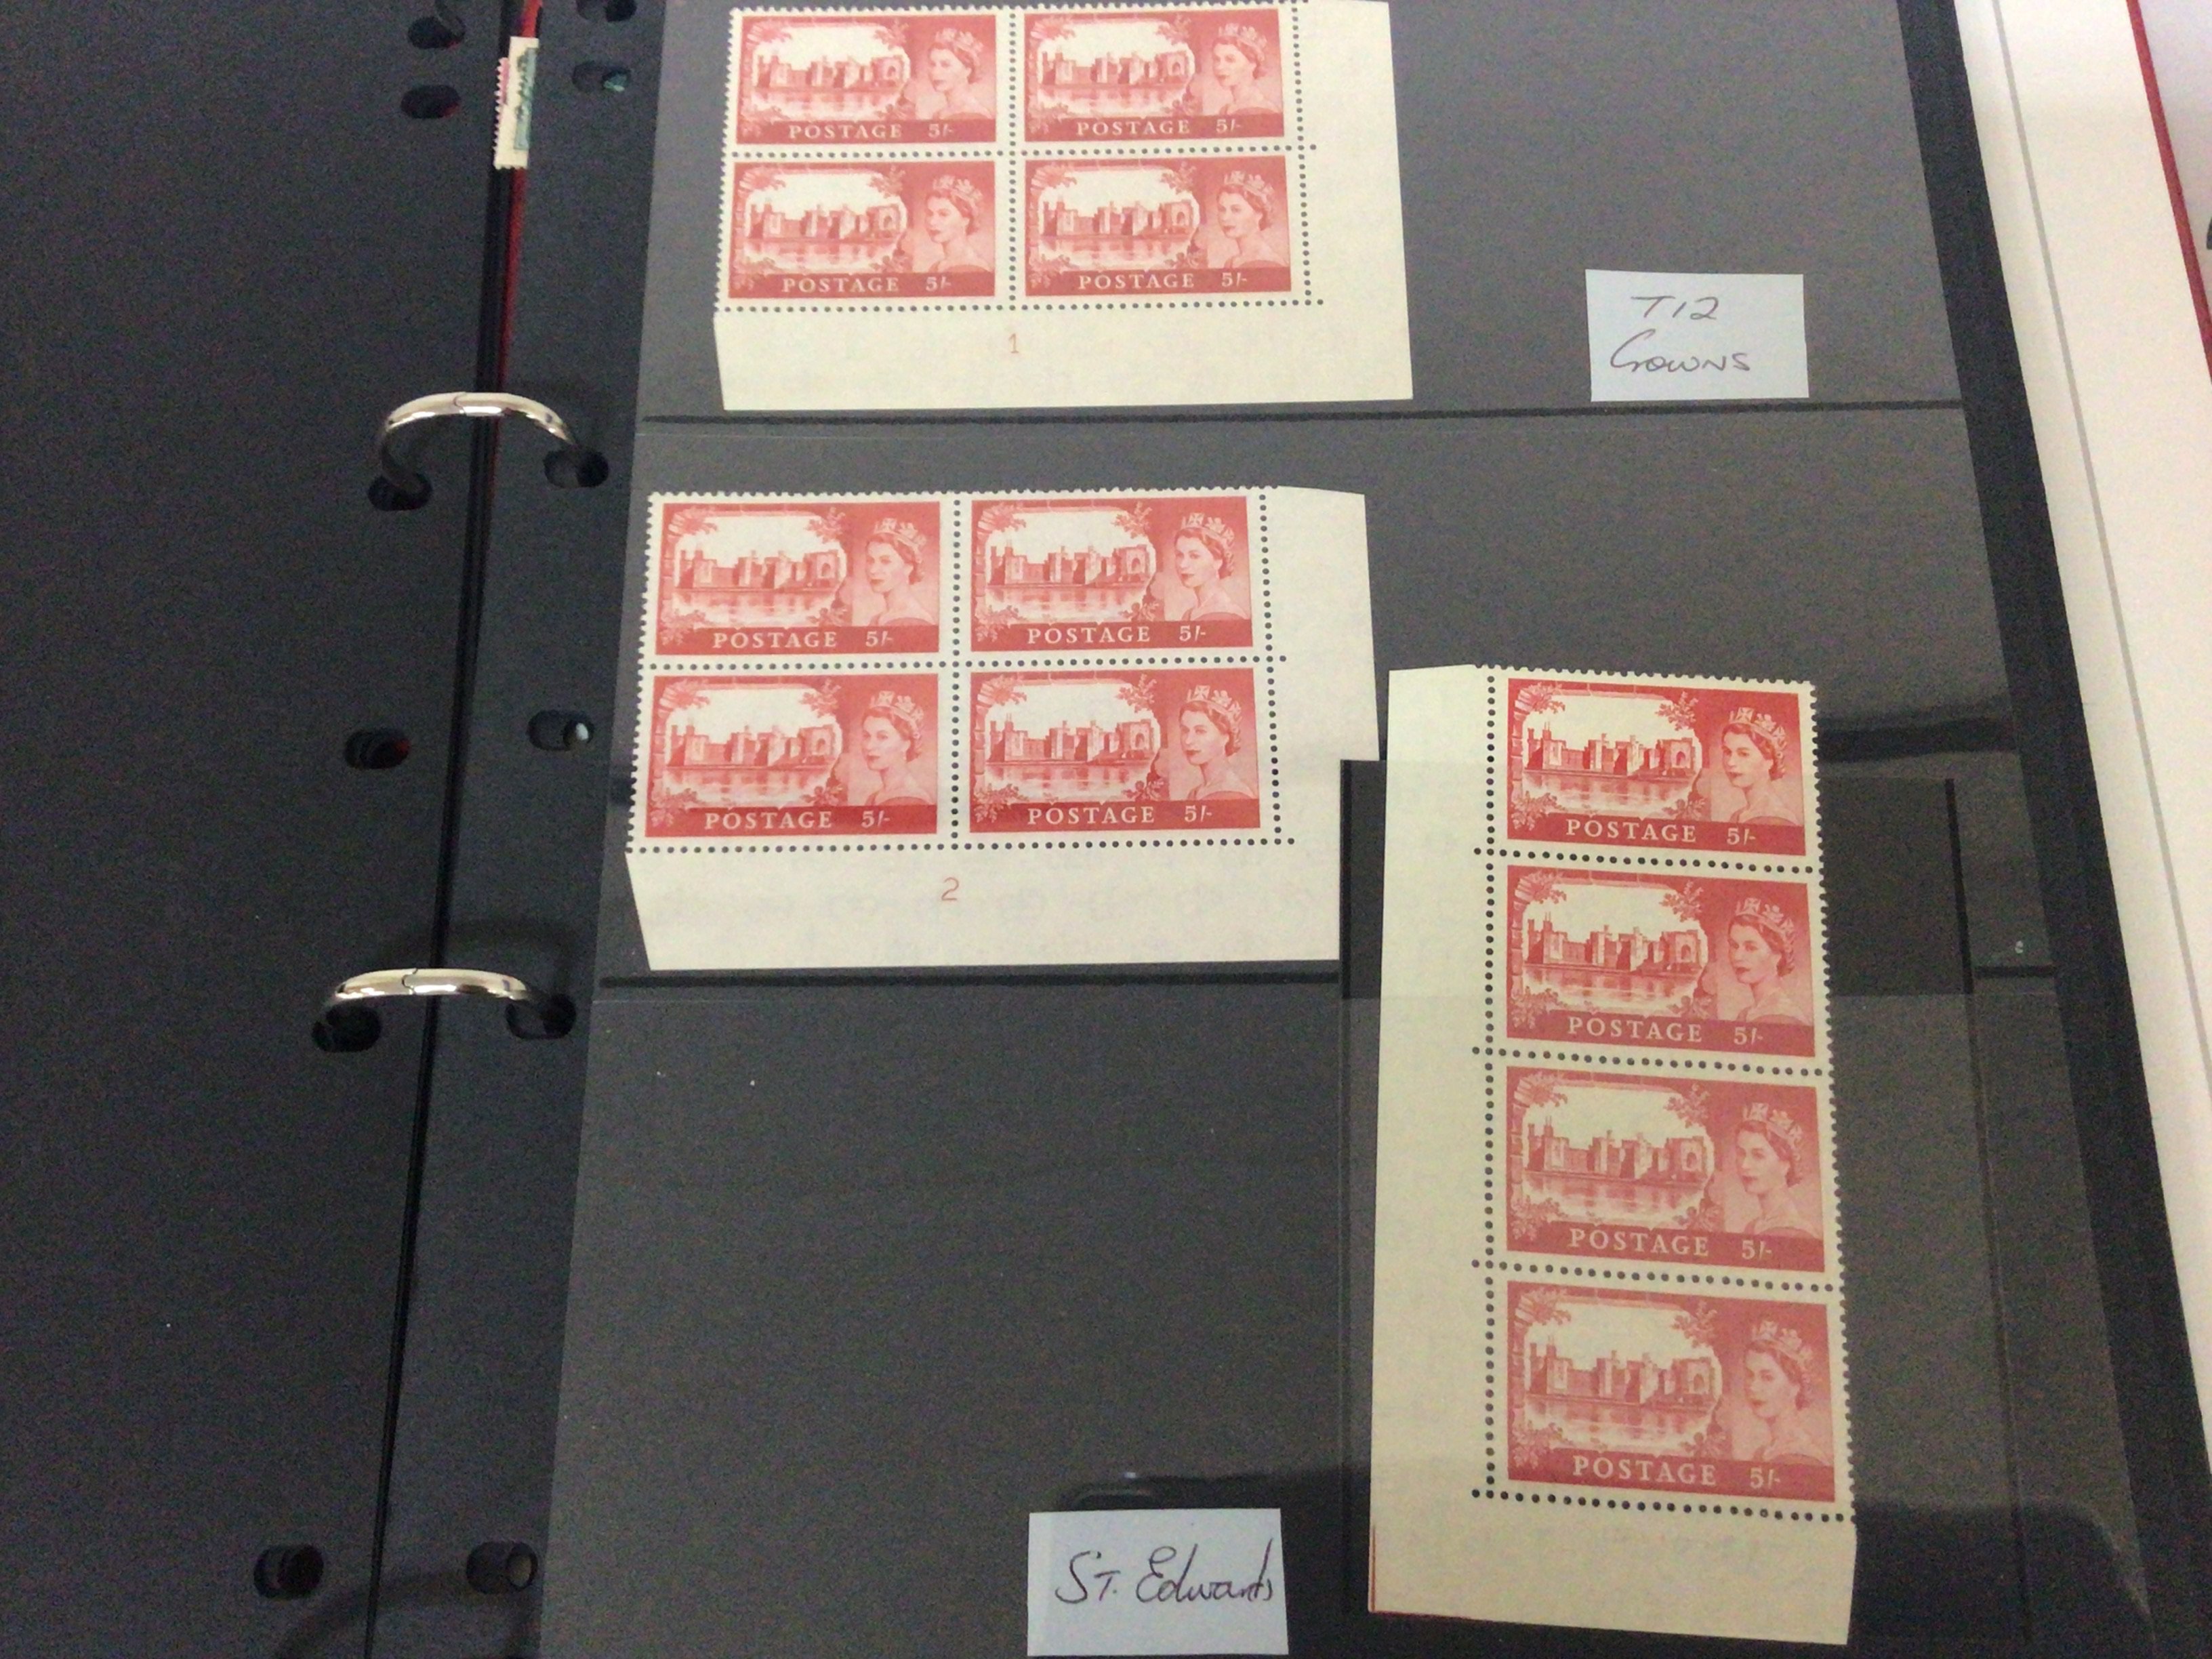 POSTAGE 5/- POSTAGE 5/-
POSTAGE 5/- POSTAGE 5/-
1
T12
Crowns
POSTAGE 5/- POSTAGE 5/-
POSTAGE 5/- POSTAGE 5/-
2
POSTAGE 5/-
POSTAGE 5/-
POSTAGE 5/-
POSTAGE 5/-
ST. Edwards